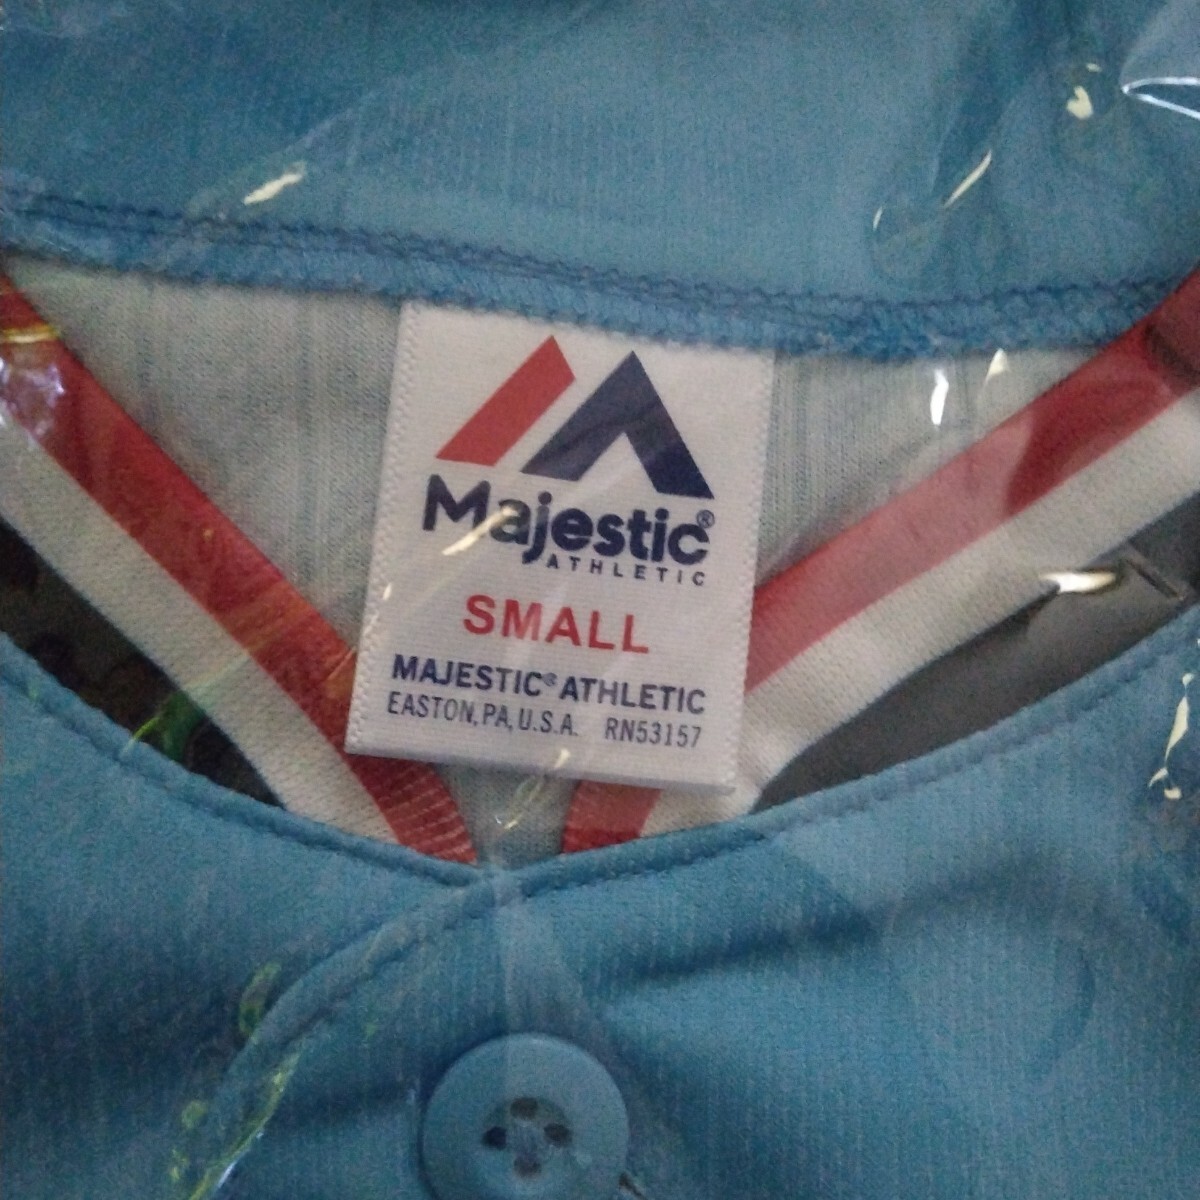 Majestic®
ATHLETIC
SMALL
MAJESTIC® ATHLETIC
EASTON, PA, U.S.A. RN53157